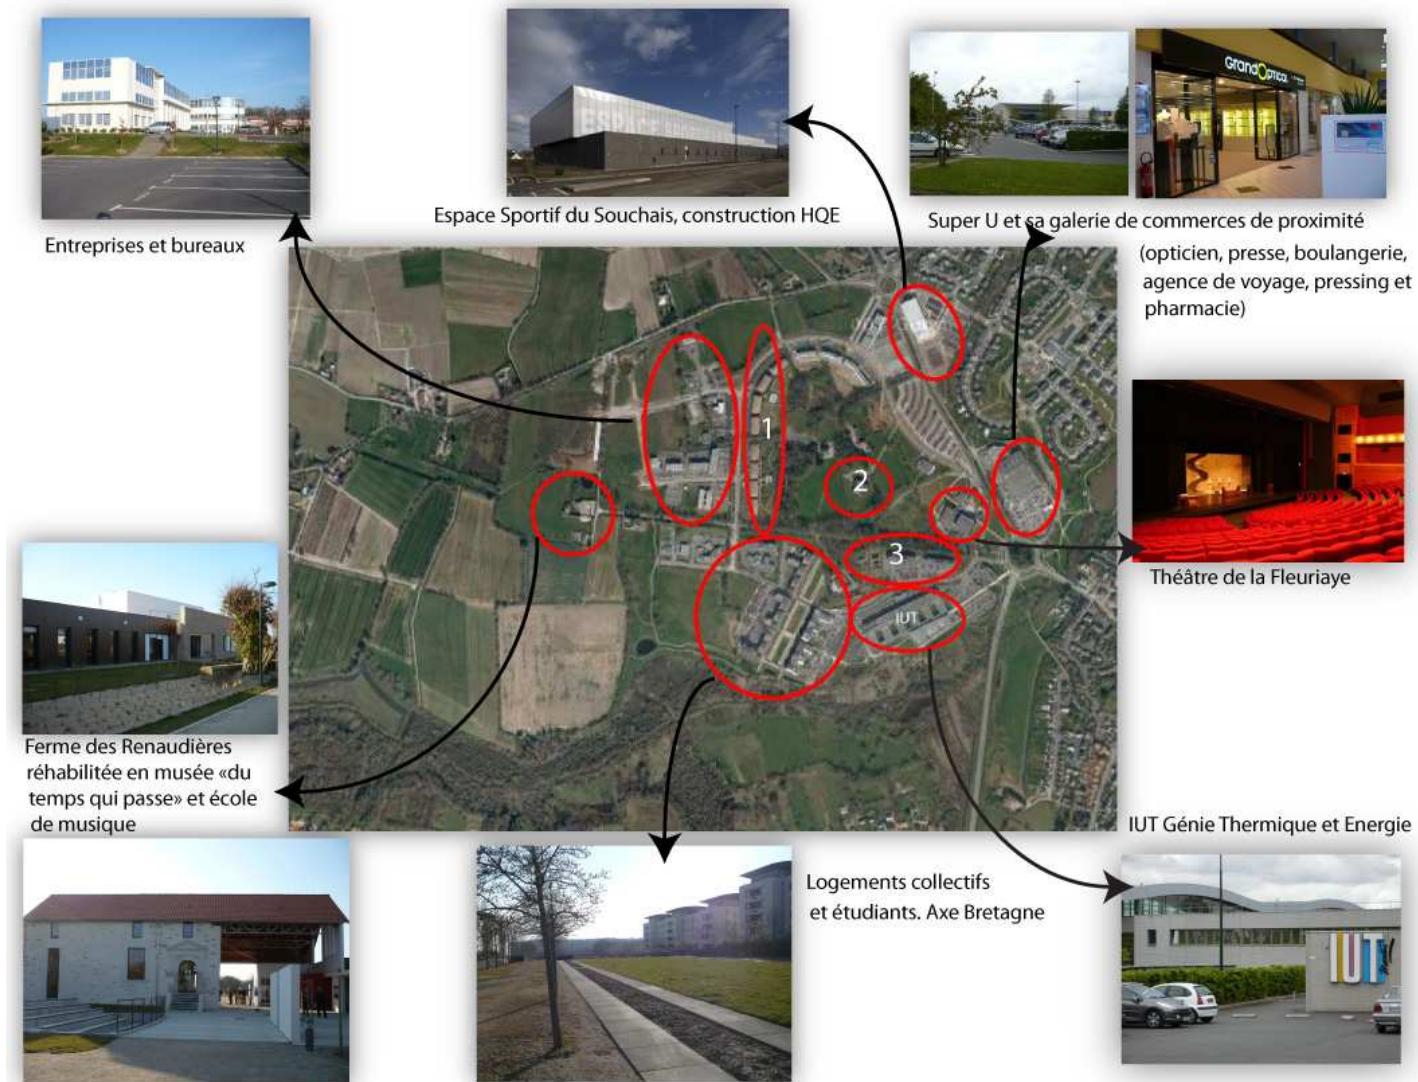 GrandOptical
Espace Sportif du Souchais, construction HQE
Super U et sa galerie de commerces de proximité
Entreprises et bureaux
(opticien, presse, boulangerie,
agence de voyage, pressing et
pharmacie)
1
2
3
IUT
Théâtre de la Fleuriaye
Ferme des Renaudières
réhabilitée en musée «du
temps qui passe» et école
de musique
IUT Génie Thermique et Energie
Logements collectifs
et étudiants. Axe Bretagne
IUT